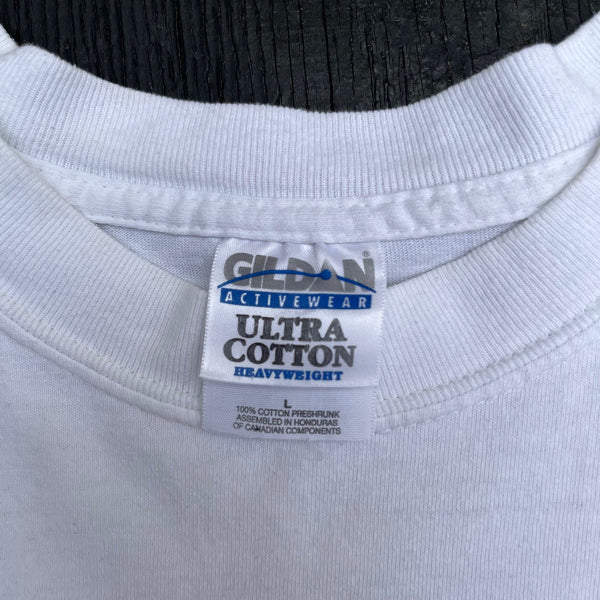 GILDAN®
ACTIVEWEAR
ULTRA
COTTON
HEAVYWEIGHT
L
100% COTTON PRESHRUNK
ASSEMBLED IN HONDURAS
OF CANADIAN COMPONENTS